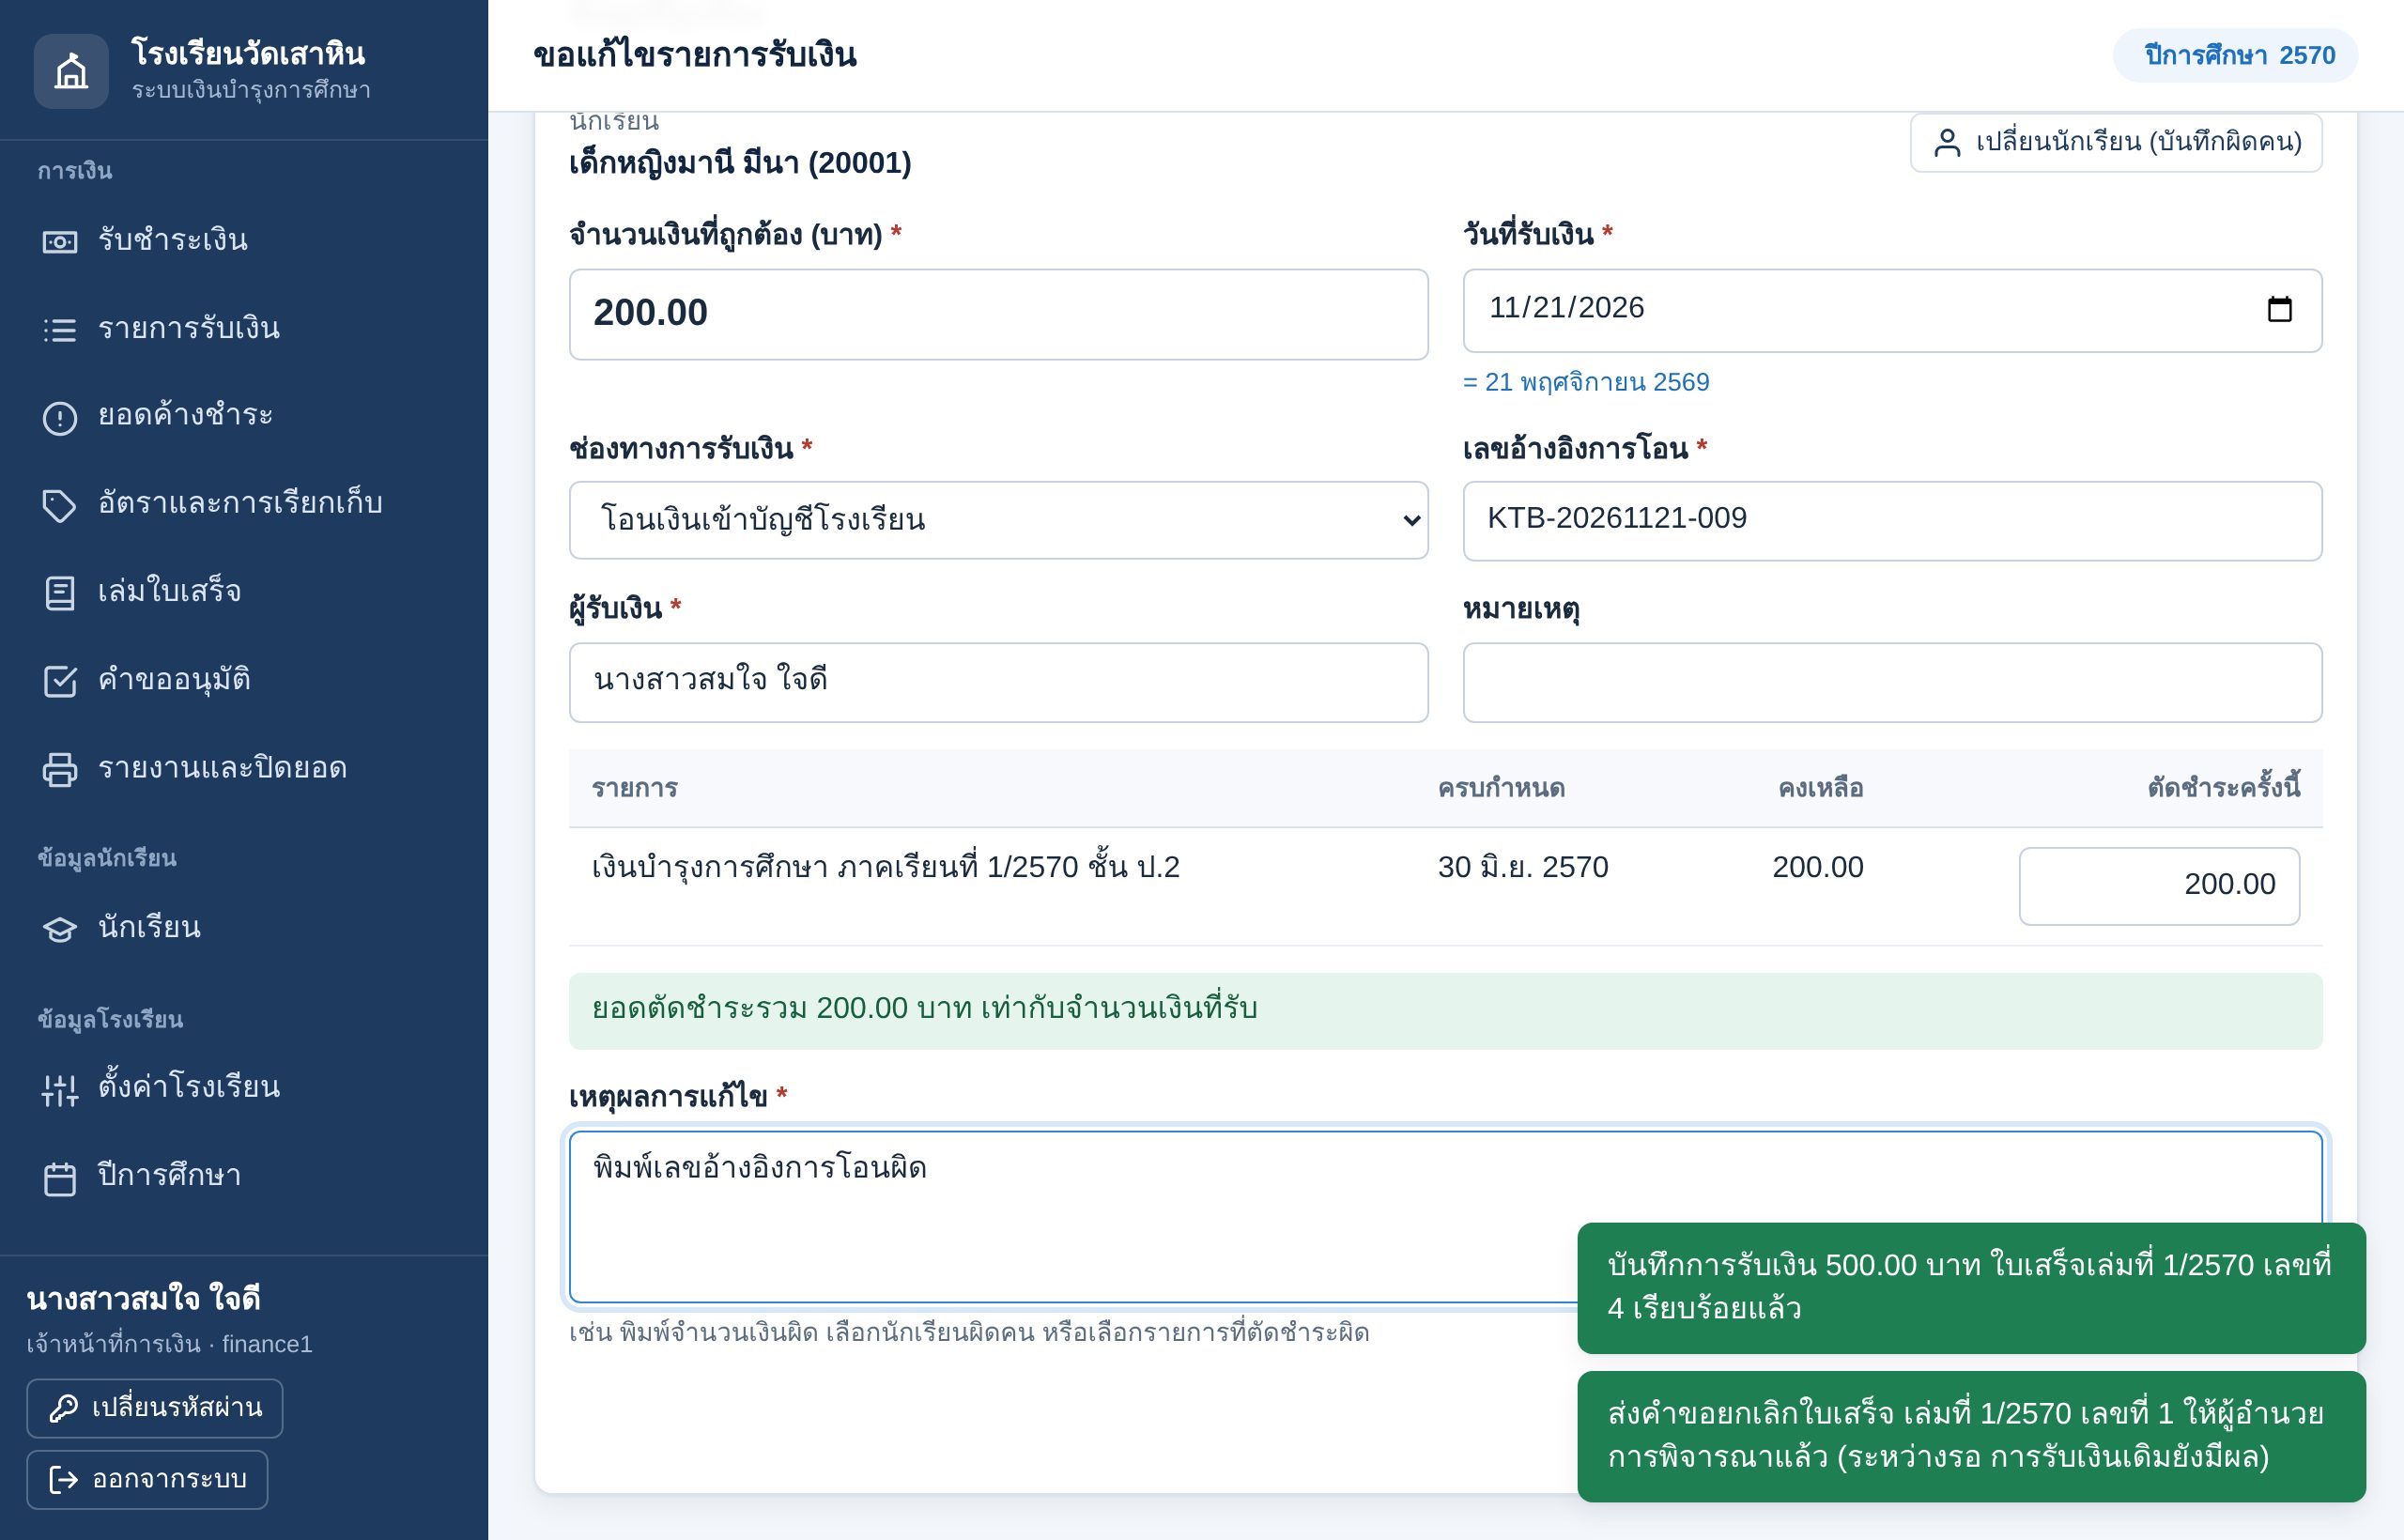 โรงเรียนวัดเสาหิน
ระบบเงินบำรุงการศึกษา
การเงิน
รับชำระเงิน
รายการรับเงิน
ยอดค้างชำระ
อัตราและการเรียกเก็บ
เล่มใบเสร็จ
คำขออนุมัติ
รายงานและปิดยอด
ข้อมูลนักเรียน
นักเรียน
ข้อมูลโรงเรียน
ตั้งค่าโรงเรียน
ปีการศึกษา
นางสาวสมใจ ใจดี
เจ้าหน้าที่การเงิน · finance1
เปลี่ยนรหัสผ่าน
ออกจากระบบ
ขอแก้ไขรายการรับเงิน
ปีการศึกษา 2570
นักเรียน
เด็กหญิงมานี มีนา (20001)
เปลี่ยนนักเรียน (บันทึกผิดคน)
จำนวนเงินที่ถูกต้อง (บาท) *
200.00
วันที่รับเงิน *
11/21/2026
= 21 พฤศจิกายน 2569
ช่องทางการรับเงิน *
โอนเงินเข้าบัญชีโรงเรียน
เลขอ้างอิงการโอน *
KTB-20261121-009
ผู้รับเงิน *
นางสาวสมใจ ใจดี
หมายเหตุ
รายการ ครบกำหนด คงเหลือ ตัดชำระครั้งนี้
เงินบำรุงการศึกษา ภาคเรียนที่ 1/2570 ชั้น ป.2 30 มิ.ย. 2570 200.00 200.00
ยอดตัดชำระรวม 200.00 บาท เท่ากับจำนวนเงินที่รับ
เหตุผลการแก้ไข *
พิมพ์เลขอ้างอิงการโอนผิด
เช่น พิมพ์จำนวนเงินผิด เลือกนักเรียนผิดคน หรือเลือกรายการที่ตัดชำระผิด
บันทึกการรับเงิน 500.00 บาท ใบเสร็จเล่มที่ 1/2570 เลขที่
4 เรียบร้อยแล้ว
ส่งคำขอยกเลิกใบเสร็จ เล่มที่ 1/2570 เลขที่ 1 ให้ผู้อำนวย
การพิจารณาแล้ว (ระหว่างรอ การรับเงินเดิมยังมีผล)